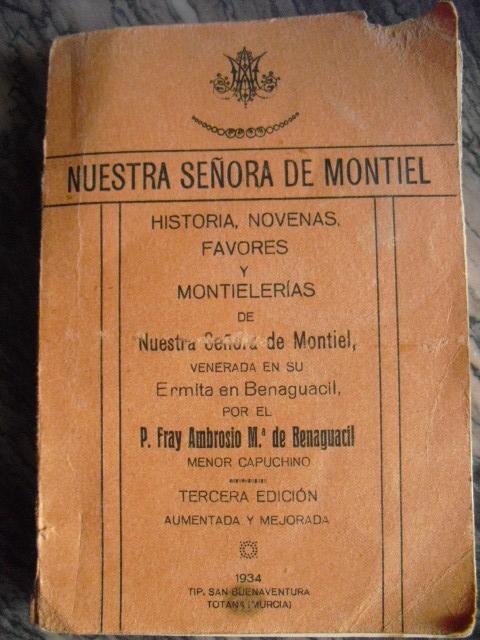 NUESTRA SEÑORA DE MONTIEL
HISTORIA, NOVENAS,
FAVORES
Y
MONTIELERÍAS
DE
Nuestra Señora de Montiel,
VENERADA EN SU
Ermita en Benaguacil,
POR EL
P. Fray Ambrosio M.ª de Benaguacil
MENOR CAPUCHINO
TERCERA EDICIÓN
AUMENTADA Y MEJORADA
1934
TIP. SAN BUENAVENTURA
TOTANA (MURCIA)